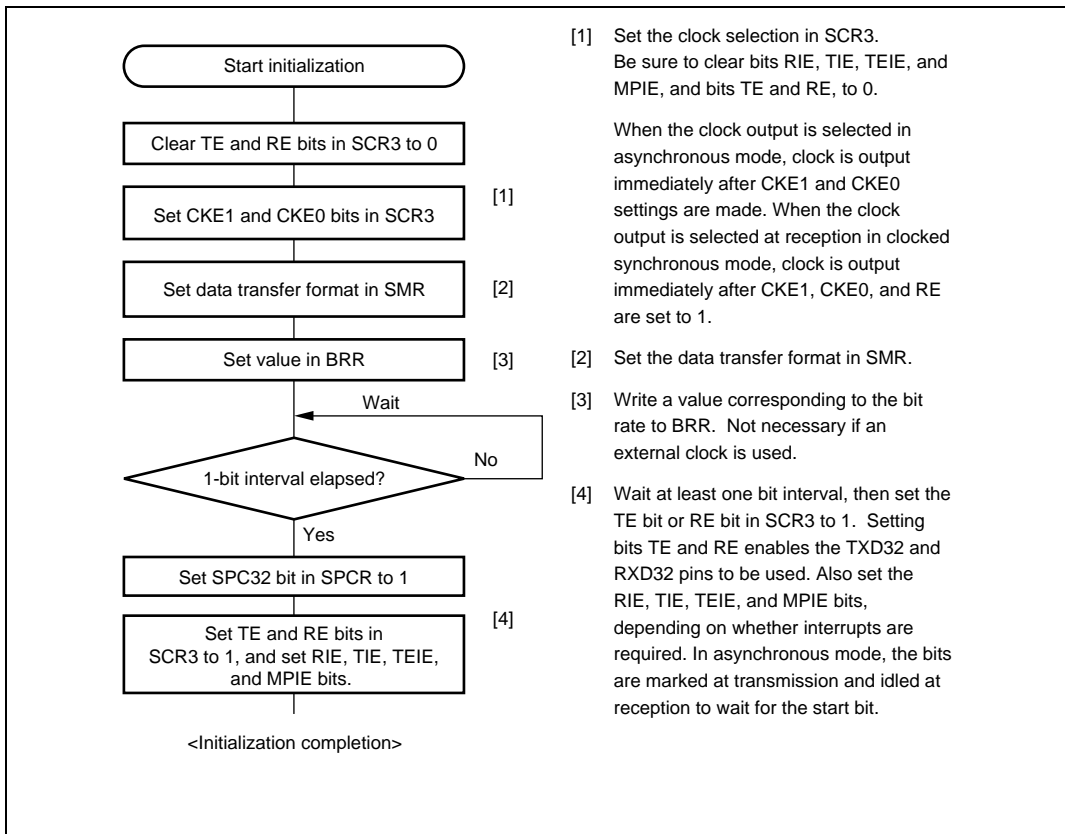 Start initialization
Clear TE and RE bits in SCR3 to 0
Set CKE1 and CKE0 bits in SCR3
[1]
Set data transfer format in SMR
[2]
Set value in BRR
[3]
Wait
1-bit interval elapsed?
No
Yes
Set SPC32 bit in SPCR to 1
Set TE and RE bits in
SCR3 to 1, and set RIE, TIE, TEIE,
and MPIE bits.
[4]
<Initialization completion>
[1] Set the clock selection in SCR3.
Be sure to clear bits RIE, TIE, TEIE, and
MPIE, and bits TE and RE, to 0.
When the clock output is selected in
asynchronous mode, clock is output
immediately after CKE1 and CKE0
settings are made. When the clock
output is selected at reception in clocked
synchronous mode, clock is output
immediately after CKE1, CKE0, and RE
are set to 1.
[2] Set the data transfer format in SMR.
[3] Write a value corresponding to the bit
rate to BRR. Not necessary if an
external clock is used.
[4] Wait at least one bit interval, then set the
TE bit or RE bit in SCR3 to 1. Setting
bits TE and RE enables the TXD32 and
RXD32 pins to be used. Also set the
RIE, TIE, TEIE, and MPIE bits,
depending on whether interrupts are
required. In asynchronous mode, the bits
are marked at transmission and idled at
reception to wait for the start bit.